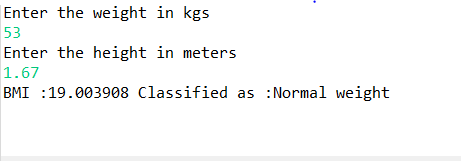 Enter the weight in kgs
53
Enter the height in meters
1.67
BMI :19.003908 Classified as :Normal weight